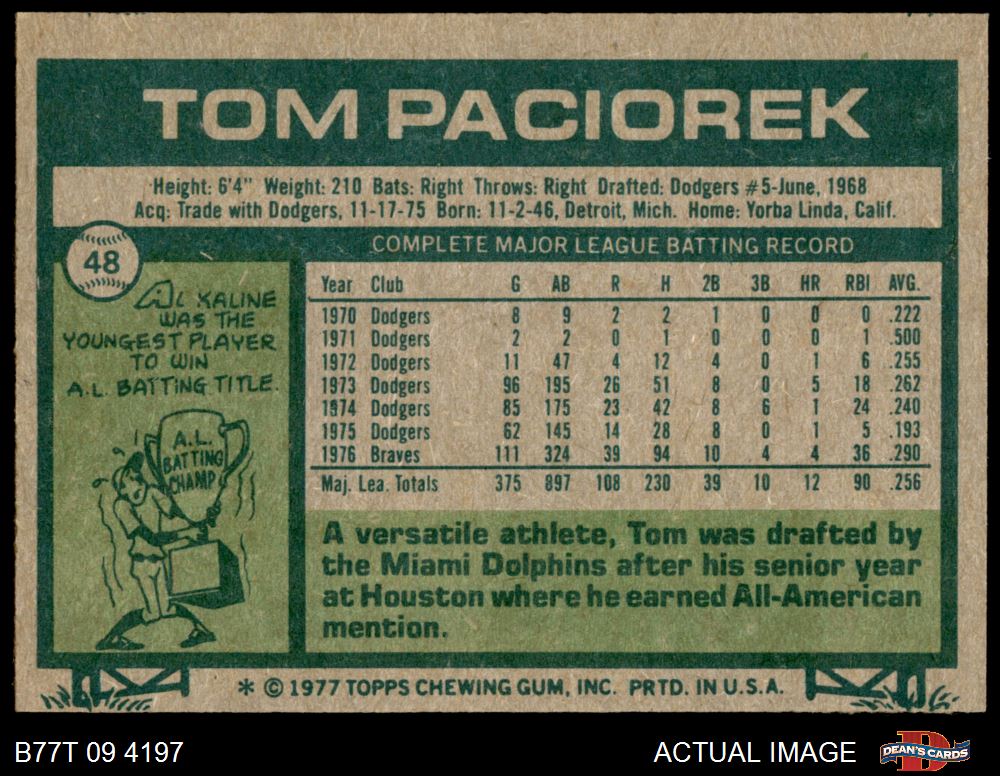 TOM PACIOREK
Height: 6'4" Weight: 210 Bats: Right Throws: Right Drafted: Dodgers #5-June, 1968
Acq: Trade with Dodgers, 11-17-75 Born: 11-2-46, Detroit, Mich. Home: Yorba Linda, Calif.
48
AL KALINE
WAS THE
YOUNGEST PLAYER
TO WIN
A.L. BATTING TITLE.
A.L.
BATTING
CHAMP
COMPLETE MAJOR LEAGUE BATTING RECORD
Year Club G AB R H 2B 3B HR RBI AVG.
1970 Dodgers 8 9 2 2 1 0 0 0 .222
1971 Dodgers 2 2 0 1 0 0 0 1 .500
1972 Dodgers 11 47 4 12 4 0 1 6 .255
1973 Dodgers 96 195 26 51 8 0 5 18 .262
1974 Dodgers 85 175 23 42 8 6 1 24 .240
1975 Dodgers 62 145 14 28 8 0 1 5 .193
1976 Braves 111 324 39 94 10 4 4 36 .290
Maj. Lea. Totals 375 897 108 230 39 10 12 90 .256
A versatile athlete, Tom was drafted by
the Miami Dolphins after his senior year
at Houston where he earned All-American
mention.
* © 1977 TOPPS CHEWING GUM, INC. PRTD. IN U.S.A.
B77T 09 4197
ACTUAL IMAGE
DEAN'S CARDS